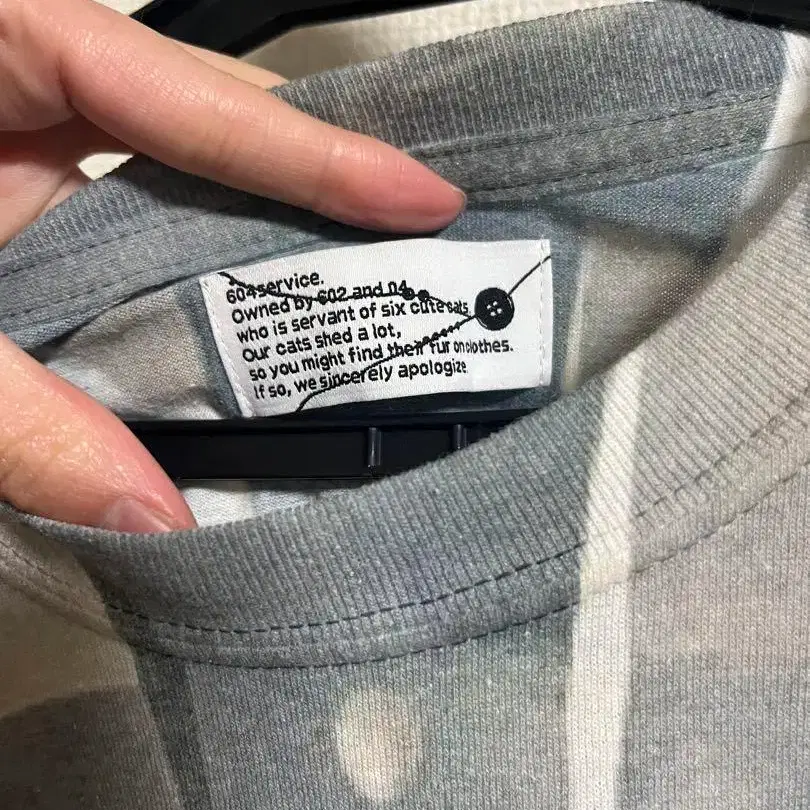 604service.
Owned by 602 and 04,
who is servant of six cute cats.
Our cats shed a lot,
so you might find their fur on clothes.
If so, we sincerely apologize